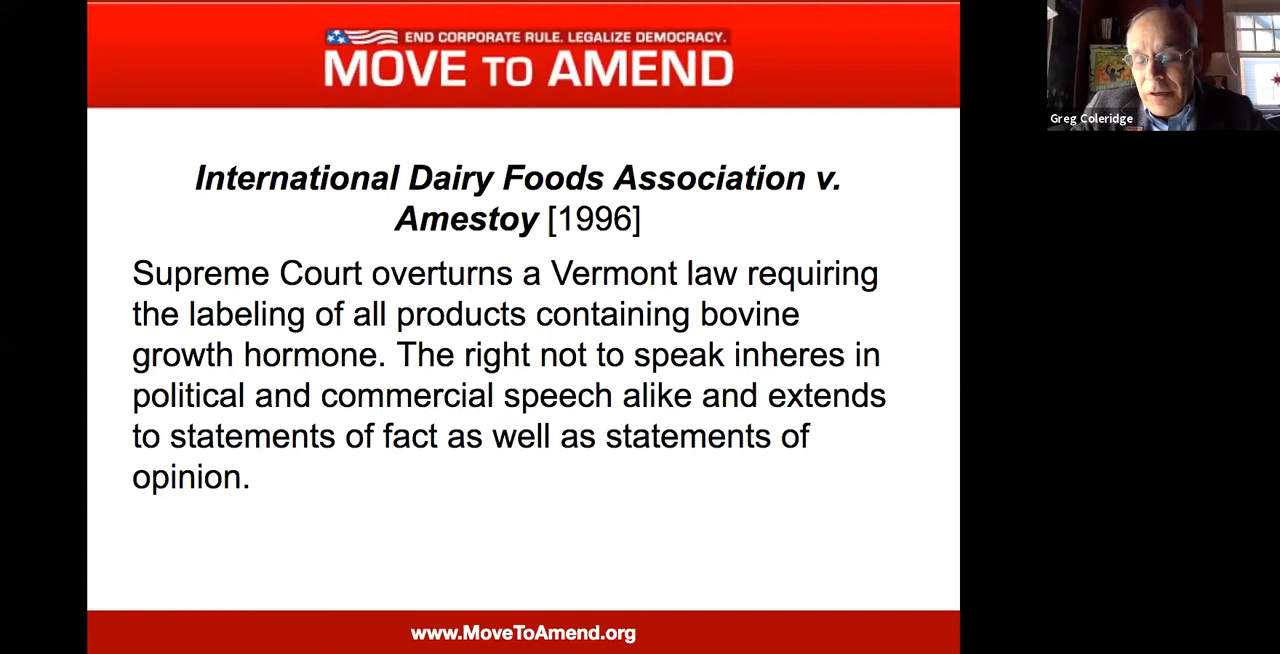 END CORPORATE RULE. LEGALIZE DEMOCRACY.
MOVE TO AMEND
International Dairy Foods Association v.
Amestoy [1996]
Supreme Court overturns a Vermont law requiring
the labeling of all products containing bovine
growth hormone. The right not to speak inheres in
political and commercial speech alike and extends
to statements of fact as well as statements of
opinion.
www.MoveToAmend.org
Greg Coleridge